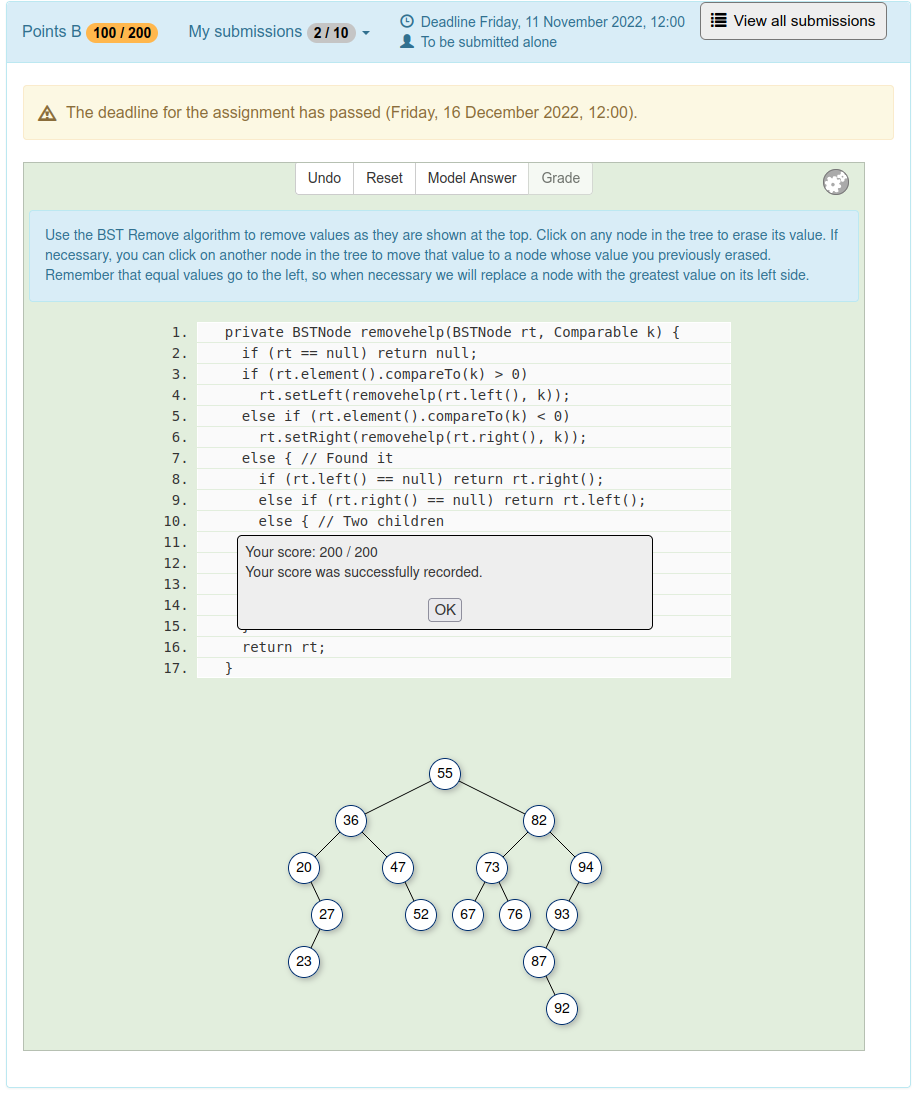 Points B 100 / 200 My submissions 2 / 10 Deadline Friday, 11 November 2022, 12:00 View all submissions
To be submitted alone
The deadline for the assignment has passed (Friday, 16 December 2022, 12:00).
Undo Reset Model Answer Grade
Use the BST Remove algorithm to remove values as they are shown at the top. Click on any node in the tree to erase its value. If
necessary, you can click on another node in the tree to move that value to a node whose value you previously erased.
Remember that equal values go to the left, so when necessary we will replace a node with the greatest value on its left side.
1. private BSTNode removehelp(BSTNode rt, Comparable k) {
2. if (rt == null) return null;
3. if (rt.element().compareTo(k) > 0)
4. rt.setLeft(removehelp(rt.left(), k));
5. else if (rt.element().compareTo(k) < 0)
6. rt.setRight(removehelp(rt.right(), k));
7. else { // Found it
8. if (rt.left() == null) return rt.right();
9. else if (rt.right() == null) return rt.left();
10. else { // Two children
11.
12.
13.
14.
15.
Your score: 200 / 200
Your score was successfully recorded.
OK
16. return rt;
17. }
55
36 82
20 47 73 94
27 52 67 76 93
23 87
92